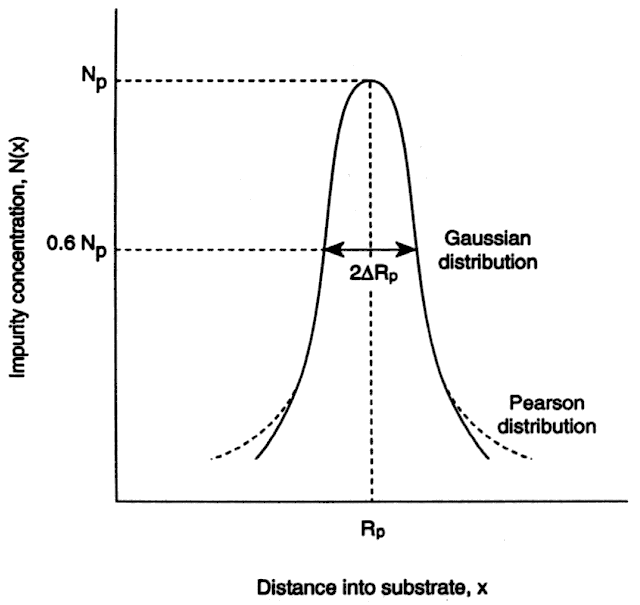 Np
Impurity concentration, N(x)
0.6 Np
Gaussian
distribution
2ΔRp
Pearson
distribution
Rp
Distance into substrate, x